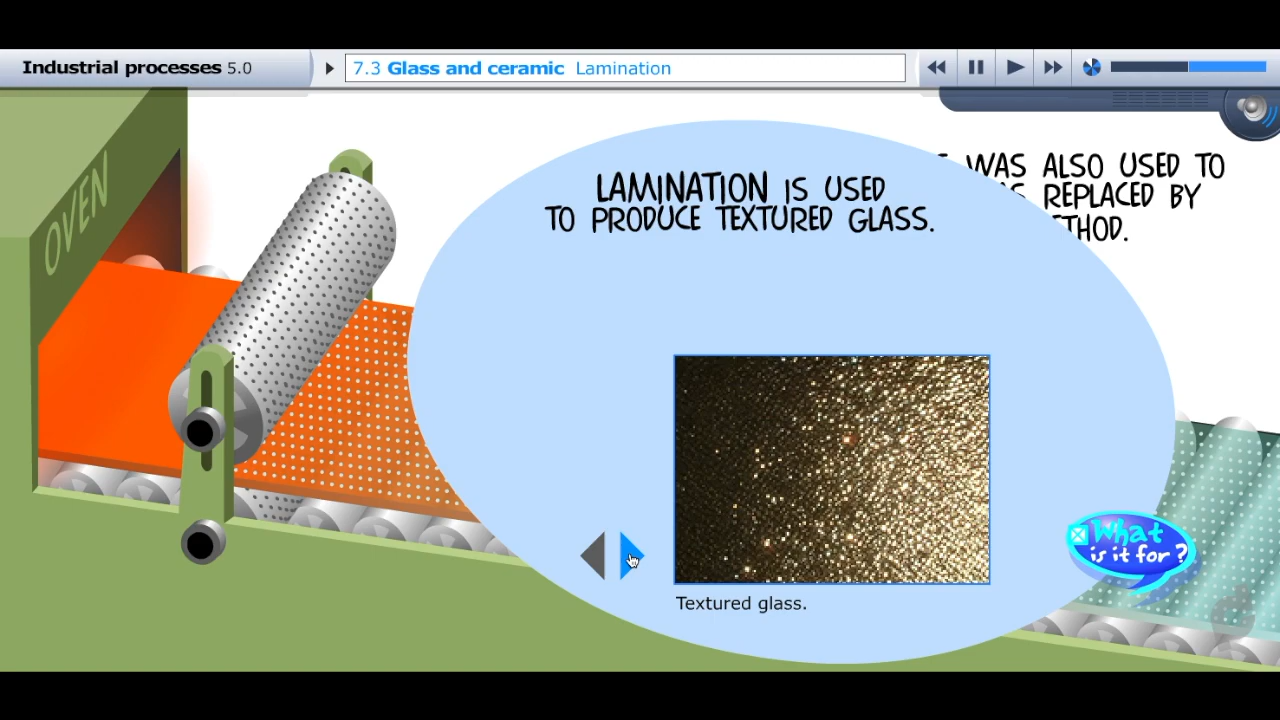 Industrial processes 5.0
7.3 Glass and ceramic Lamination
OVEN
WAS ALSO USED TO
REPLACED BY
LAMINATION IS USED
TO PRODUCE TEXTURED GLASS.
What
is it for?
Textured glass.